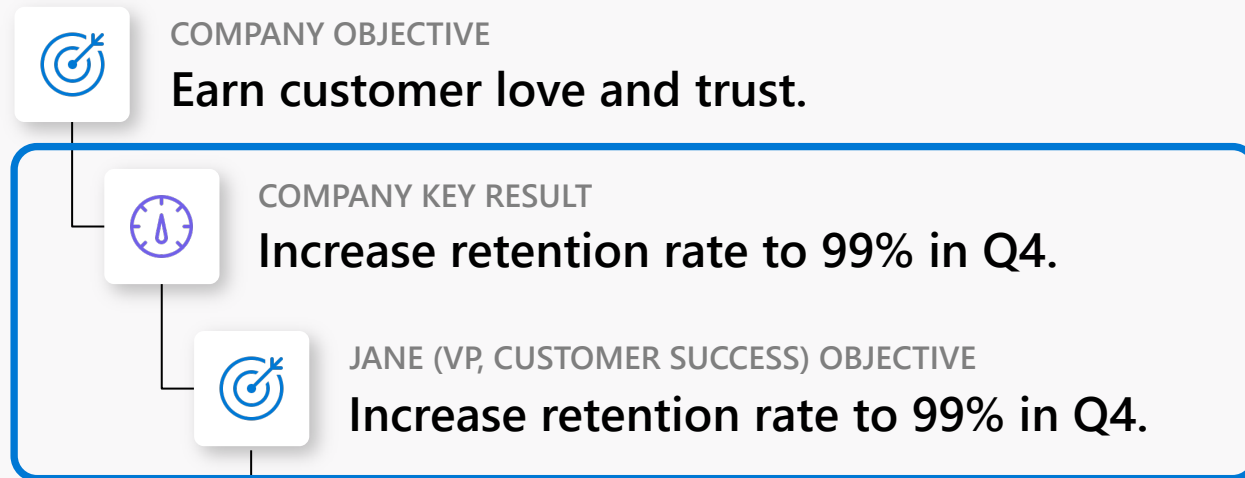 COMPANY OBJECTIVE
Earn customer love and trust.
COMPANY KEY RESULT
Increase retention rate to 99% in Q4.
JANE (VP, CUSTOMER SUCCESS) OBJECTIVE
Increase retention rate to 99% in Q4.